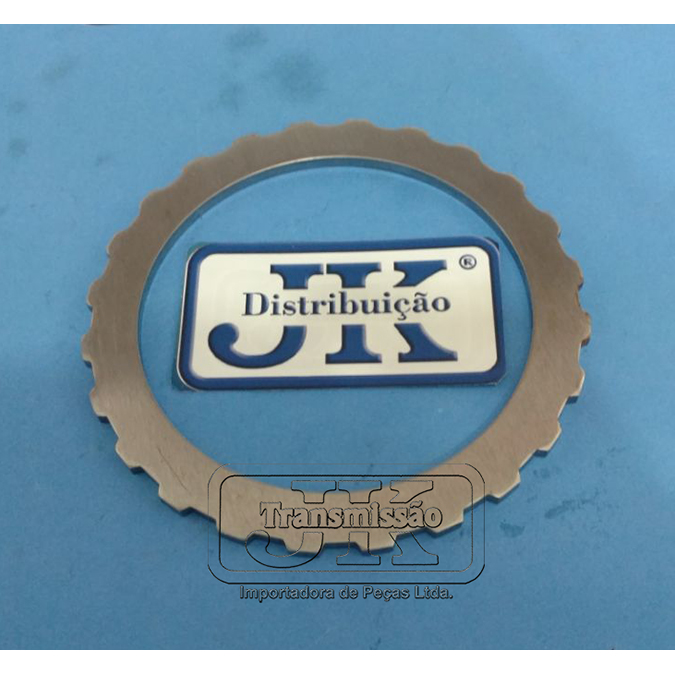 JK
®
Distribuição
JK
Transmissão
Importadora de Peças Ltda.